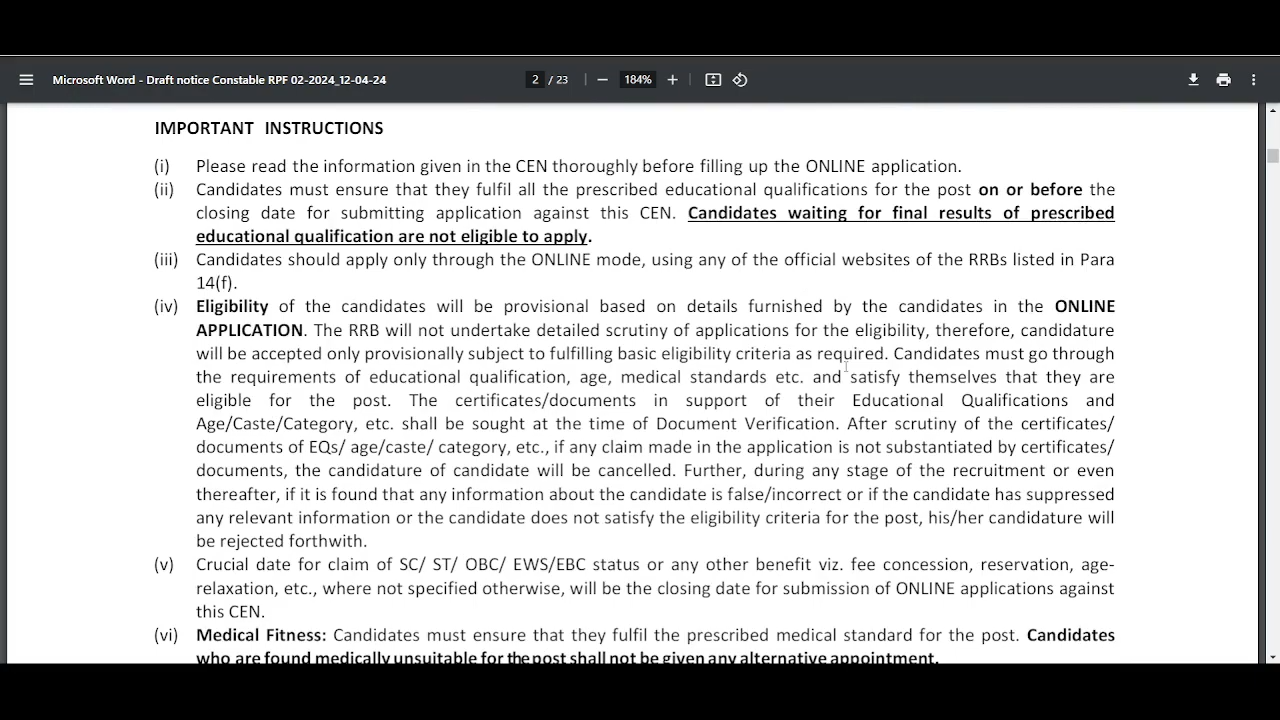 Microsoft Word - Draft notice Constable RPF 02-2024_12-04-24
2 / 23
184%
IMPORTANT INSTRUCTIONS
(i) Please read the information given in the CEN thoroughly before filling up the ONLINE application.
(ii) Candidates must ensure that they fulfil all the prescribed educational qualifications for the post on or before the
closing date for submitting application against this CEN. Candidates waiting for final results of prescribed
educational qualification are not eligible to apply.
(iii) Candidates should apply only through the ONLINE mode, using any of the official websites of the RRBs listed in Para
14(f).
(iv) Eligibility of the candidates will be provisional based on details furnished by the candidates in the ONLINE
APPLICATION. The RRB will not undertake detailed scrutiny of applications for the eligibility, therefore, candidature
will be accepted only provisionally subject to fulfilling basic eligibility criteria as required. Candidates must go through
the requirements of educational qualification, age, medical standards etc. and satisfy themselves that they are
eligible for the post. The certificates/documents in support of their Educational Qualifications and
Age/Caste/Category, etc. shall be sought at the time of Document Verification. After scrutiny of the certificates/
documents of EQs/ age/caste/ category, etc., if any claim made in the application is not substantiated by certificates/
documents, the candidature of candidate will be cancelled. Further, during any stage of the recruitment or even
thereafter, if it is found that any information about the candidate is false/incorrect or if the candidate has suppressed
any relevant information or the candidate does not satisfy the eligibility criteria for the post, his/her candidature will
be rejected forthwith.
(v) Crucial date for claim of SC/ ST/ OBC/ EWS/EBC status or any other benefit viz. fee concession, reservation, age-
relaxation, etc., where not specified otherwise, will be the closing date for submission of ONLINE applications against
this CEN.
(vi) Medical Fitness: Candidates must ensure that they fulfil the prescribed medical standard for the post. Candidates
who are found medically unsuitable for the post shall not be given any alternative appointment.